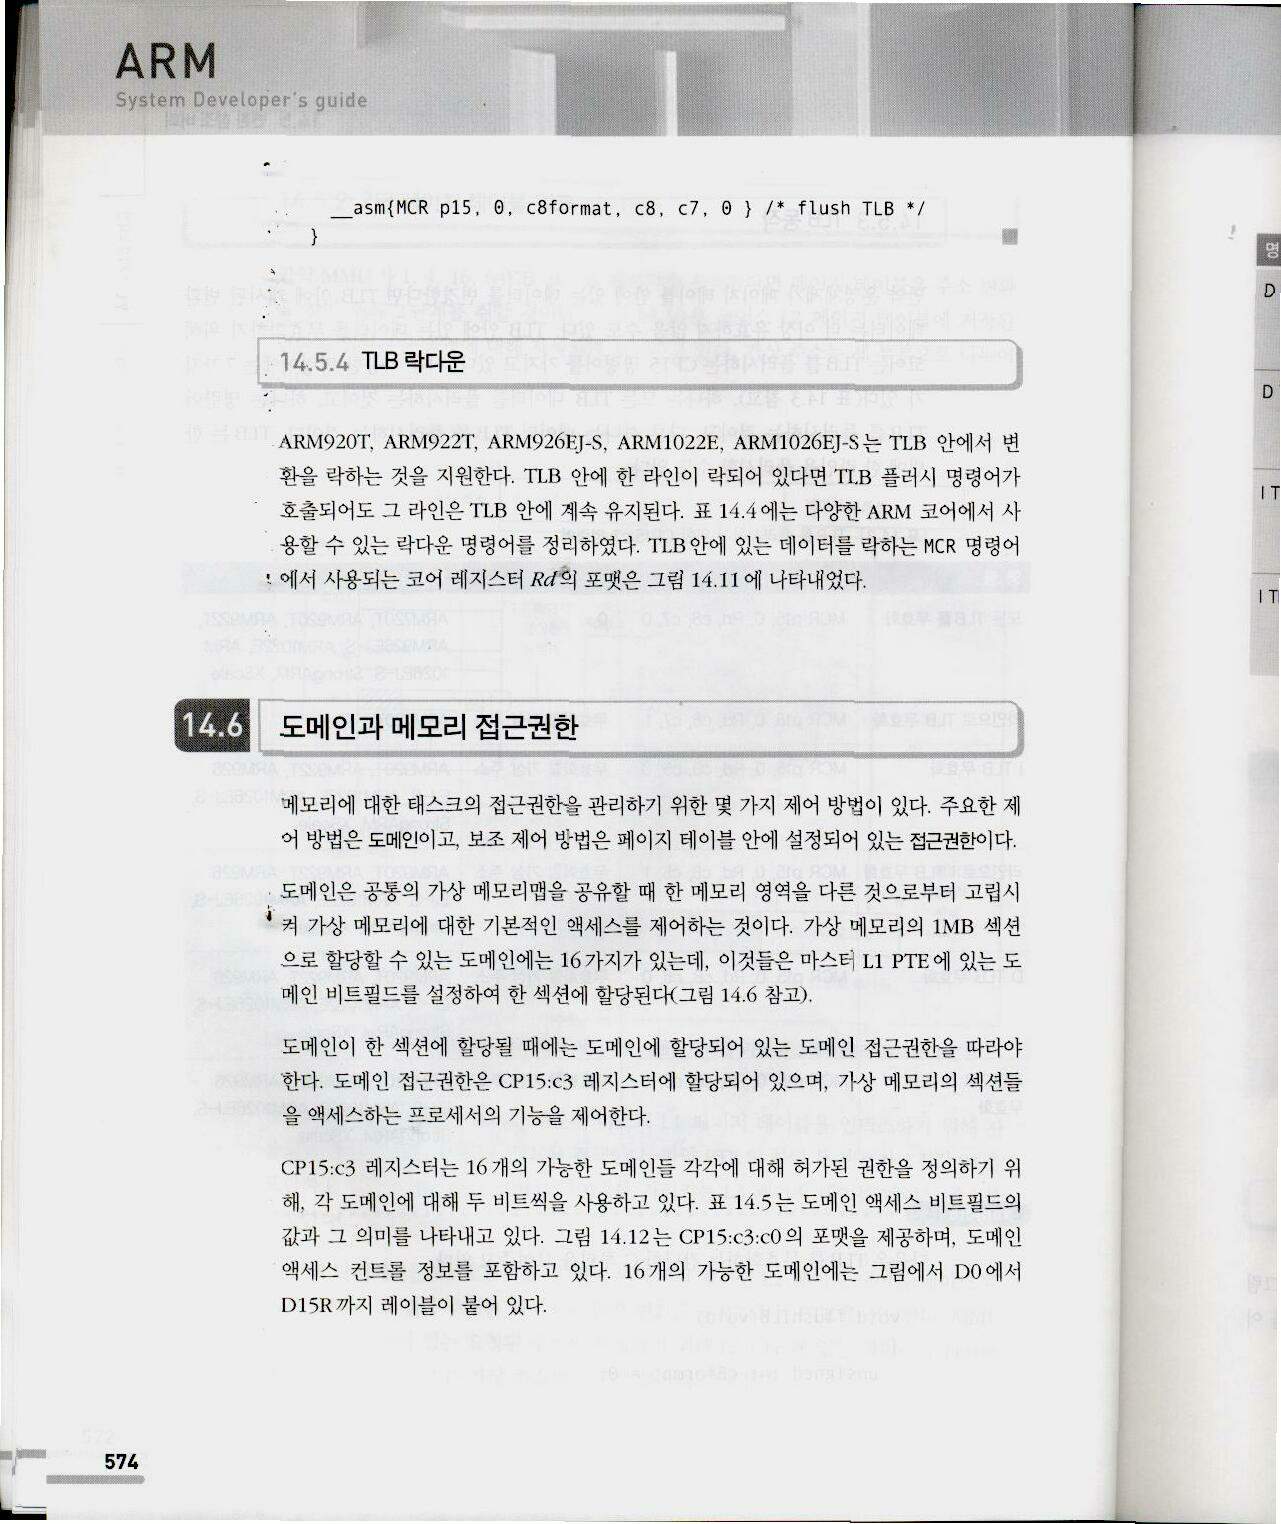 ARM
System Developer's guide
__asm{MCR p15, 0, c8format, c8, c7, 0 } /* flush TLB */
}
14.5.4 TLB 락다운
ARM920T, ARM922T, ARM926EJ-S, ARM1022E, ARM1026EJ-S는 TLB 안에서 변
환을 락하는 것을 지원한다. TLB 안에 한 라인이 락되어 있다면 TLB 플러시 명령어가
호출되어도 그 라인은 TLB 안에 계속 유지된다. 표 14.4에는 다양한 ARM 코어에서 사
용할 수 있는 락다운 명령어를 정리하였다. TLB안에 있는 데이터를 락하는 MCR 명령어
에서 사용되는 코어 레지스터 Rd의 포맷은 그림 14.11에 나타내었다.
14.6 도메인과 메모리 접근권한
메모리에 대한 태스크의 접근권한을 관리하기 위한 몇 가지 제어 방법이 있다. 주요한 제
어 방법은 도메인이고, 보조 제어 방법은 페이지 테이블 안에 설정되어 있는 접근권한이다.
도메인은 공통의 가상 메모리맵을 공유할 때 한 메모리 영역을 다른 것으로부터 고립시
켜 가상 메모리에 대한 기본적인 액세스를 제어하는 것이다. 가상 메모리의 1MB 섹션
으로 할당할 수 있는 도메인에는 16가지가 있는데, 이것들은 마스터 L1 PTE에 있는 도
메인 비트필드를 설정하여 한 섹션에 할당된다(그림 14.6 참고).
도메인이 한 섹션에 할당될 때에는 도메인에 할당되어 있는 도메인 접근권한을 따라야
한다. 도메인 접근권한은 CP15:c3 레지스터에 할당되어 있으며, 가상 메모리의 섹션들
을 액세스하는 프로세서의 기능을 제어한다.
CP15:c3 레지스터는 16개의 가능한 도메인들 각각에 대해 허가된 권한을 정의하기 위
해, 각 도메인에 대해 두 비트씩을 사용하고 있다. 표 14.5는 도메인 액세스 비트필드의
값과 그 의미를 나타내고 있다. 그림 14.12는 CP15:c3:c0의 포맷을 제공하며, 도메인
액세스 컨트롤 정보를 포함하고 있다. 16개의 가능한 도메인에는 그림에서 D0에서
D15R까지 레이블이 붙어 있다.
574
명
D
D
I T
I T